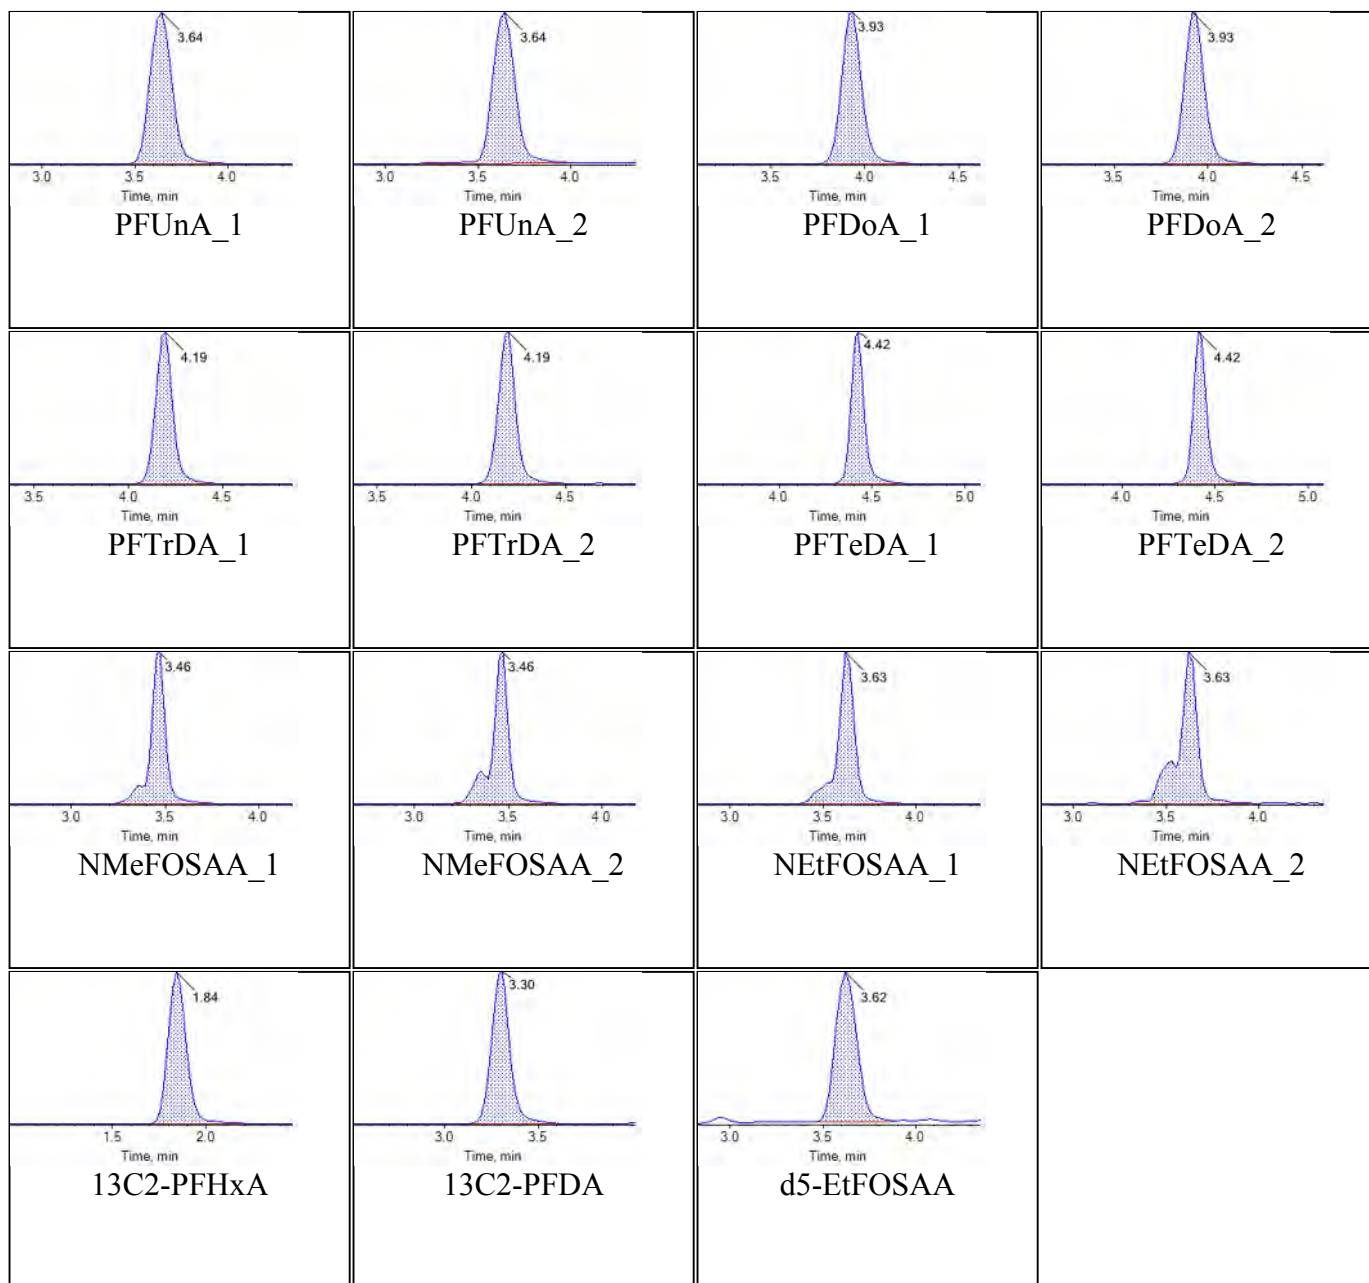 3.64
3.0 3.5 4.0
Time, min
PFUnA_1
3.64
3.0 3.5 4.0
Time, min
PFUnA_2
3.93
3.5 4.0 4.5
Time, min
PFDoA_1
3.93
3.5 4.0 4.5
Time, min
PFDoA_2
4.19
3.5 4.0 4.5
Time, min
PFTrDA_1
4.19
3.5 4.0 4.5
Time, min
PFTrDA_2
4.42
4.0 4.5 5.0
Time, min
PFTeDA_1
4.42
4.0 4.5 5.0
Time, min
PFTeDA_2
3.46
3.0 3.5 4.0
Time, min
NMeFOSAA_1
3.46
3.0 3.5 4.0
Time, min
NMeFOSAA_2
3.63
3.0 3.5 4.0
Time, min
NEtFOSAA_1
3.63
3.0 3.5 4.0
Time, min
NEtFOSAA_2
1.84
1.5 2.0
Time, min
13C2-PFHxA
3.30
3.0 3.5
Time, min
13C2-PFDA
3.62
3.0 3.5 4.0
Time, min
d5-EtFOSAA